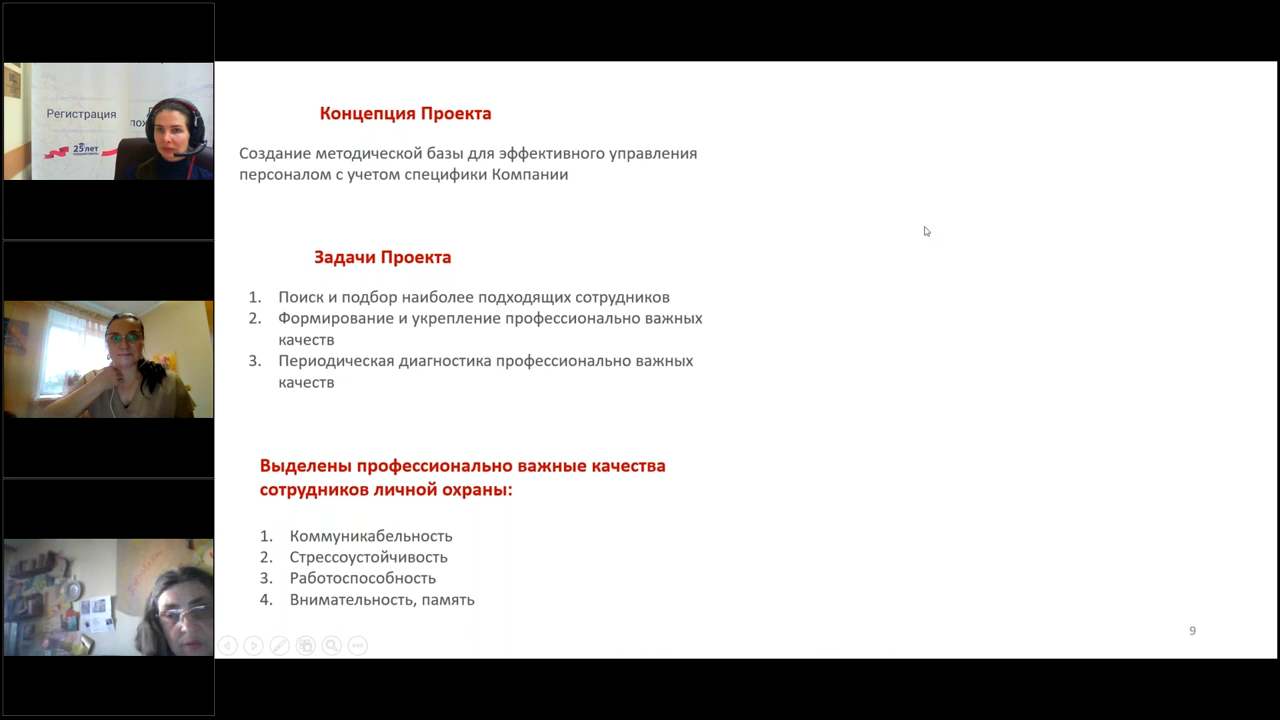 Регистрация
25 лет
Концепция Проекта
Создание методической базы для эффективного управления
персоналом с учетом специфики Компании
Задачи Проекта
1. Поиск и подбор наиболее подходящих сотрудников
2. Формирование и укрепление профессионально важных
качеств
3. Периодическая диагностика профессионально важных
качеств
Выделены профессионально важные качества
сотрудников личной охраны:
1. Коммуникабельность
2. Стрессоустойчивость
3. Работоспособность
4. Внимательность, память
9